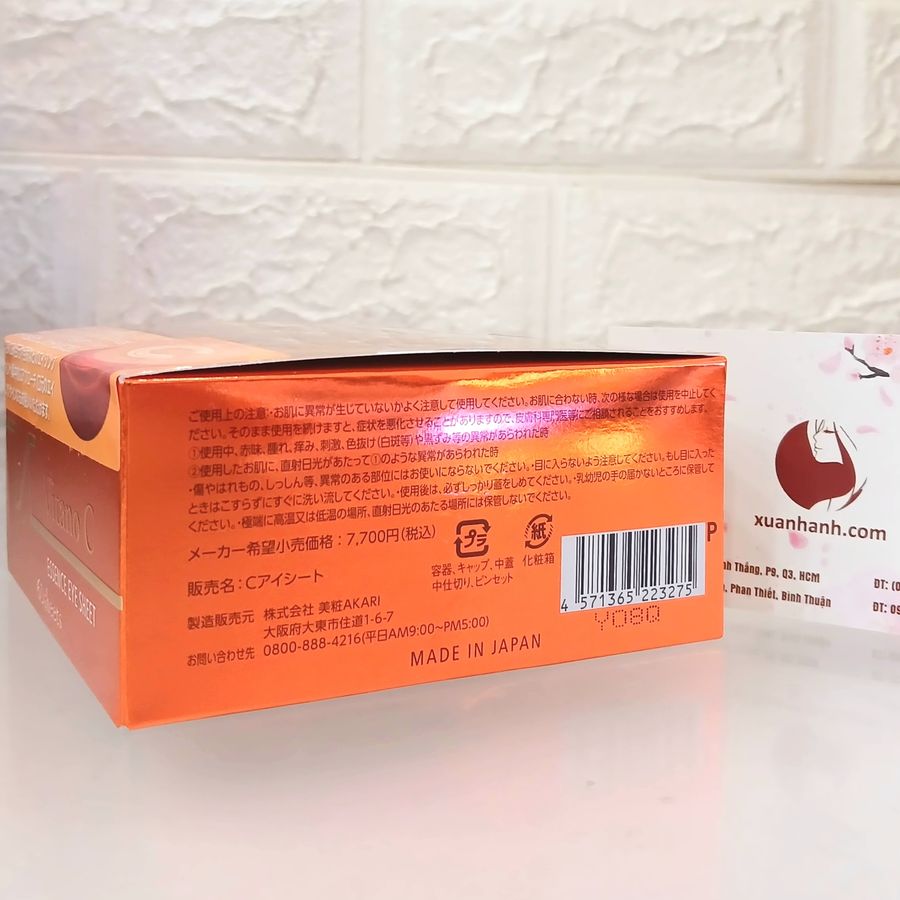 ご使用上の注意・お肌に異常が生じていないかよく注意して使用してください。お肌に合わない時、次の様な場合は使用を中止してく
ださい。そのまま使用を続けますと、症状を悪化させることがありますので、皮膚科専門医等にご相談されることをおすすめします。
①使用中、赤味、腫れ、痒み、刺激、色抜け(白斑等)や黒ずみ等の異常があらわれた時
②使用したお肌に、直射日光があたって①のような異常があらわれた時
・傷やはれもの、しっしん等、異常のある部位にはお使いにならないでください。・目に入らないよう注意してください。もし目に入った
ときはこすらずにすぐに洗い流してください。・使用後は、必ずしっかり蓋をしめてください。・乳幼児の手の届かないところに保管して
ください。・極端に高温又は低温の場所、直射日光のあたる場所には保管しないでください。
メーカー希望小売価格：7,700円(税込)
販売名：Cアイシート
製造販売元 株式会社 美粧AKARI
大阪府大東市住道1-6-7
お問い合わせ先 0800-888-4216(平日AM9:00~PM5:00)
MADE IN JAPAN
プラ
容器、キャップ、中蓋
中仕切り、ピンセット
紙
化粧箱
4 571365 223275
Y08Q
C
ESSENCE EYE SHEET
xuanhanh.com
P
Thắng, P9, Q3, HCM
ĐT: (0
Phan Thiết, Bình Thuận
ĐT: 09